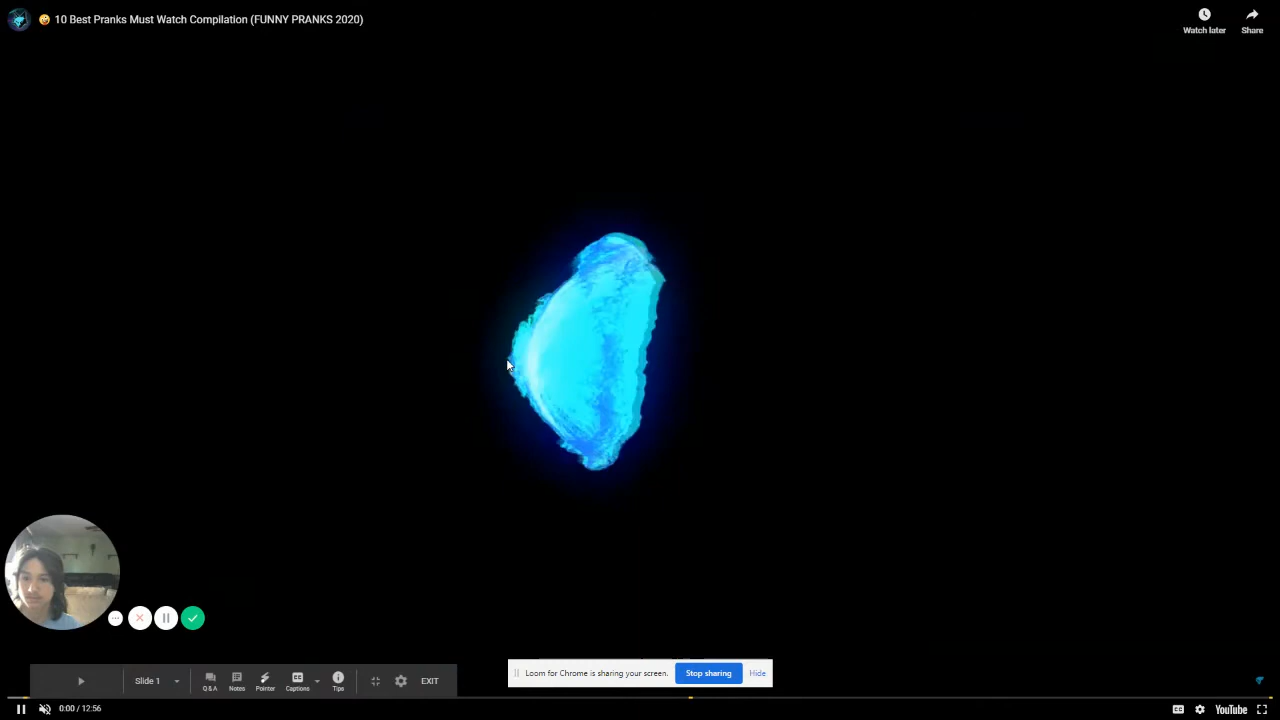 10 Best Pranks Must Watch Compilation (FUNNY PRANKS 2020)
Watch later
Share
Slide 1
Q & A
Notes
Pointer
Captions
Tips
EXIT
Loom for Chrome is sharing your screen.
Stop sharing
Hide
0:00 / 12:56
CC
YouTube